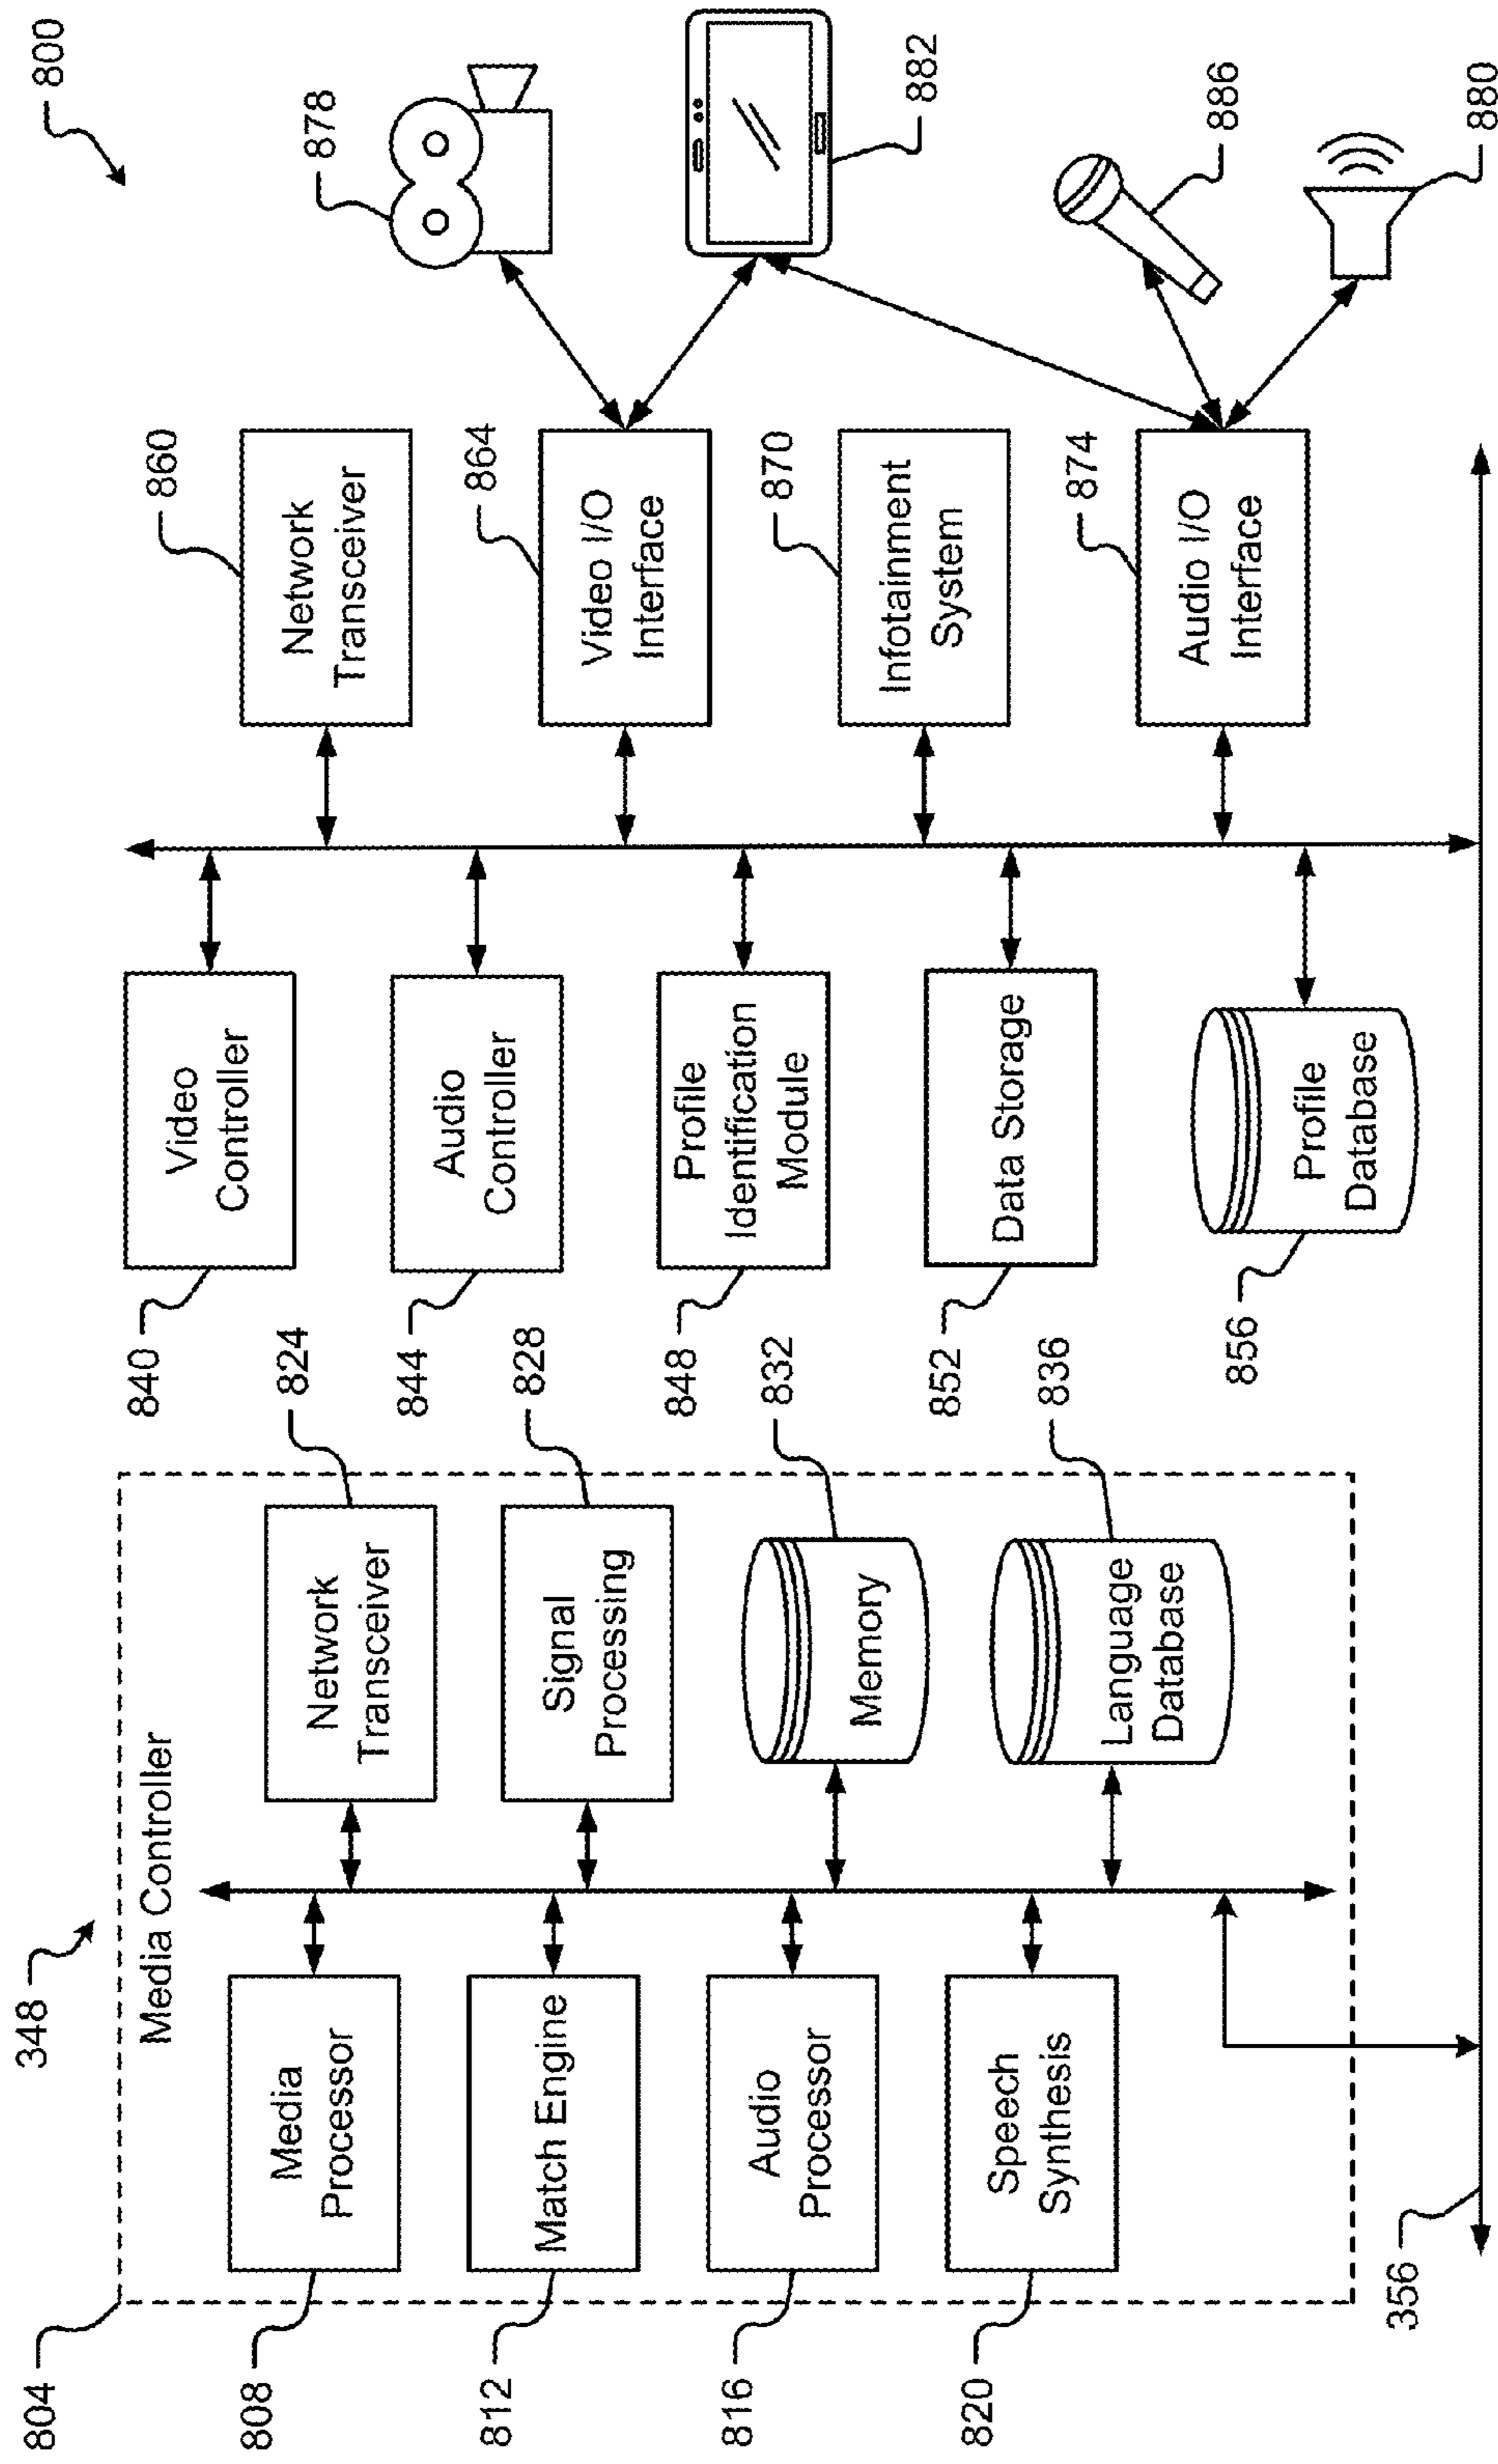 800
348
804
Media Controller
808
Media
Processor
812
Match Engine
816
Audio
Processor
820
Speech
Synthesis
824
Network
Transceiver
828
Signal
Processing
832
Memory
836
Language
Database
840
Video
Controller
844
Audio
Controller
848
Profile
Identification
Module
852
Data Storage
856
Profile
Database
860
Network
Transceiver
864
Video I/O
Interface
870
Infotainment
System
874
Audio I/O
Interface
878
882
886
880
356